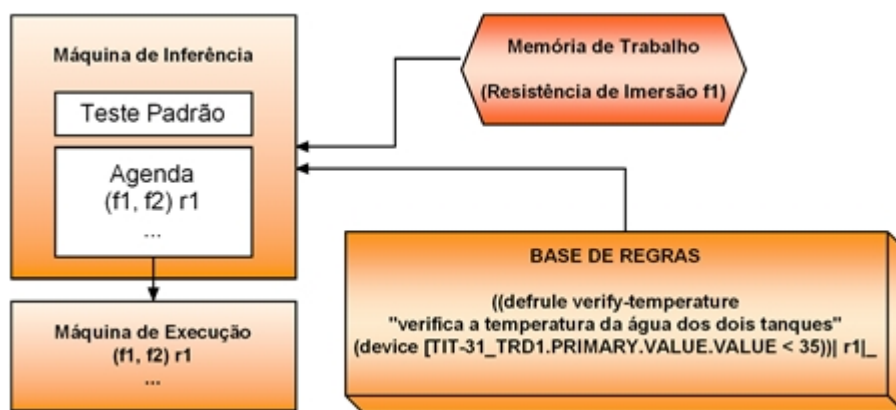 Máquina de Inferência
Teste Padrão
Agenda
(f1, f2) r1
...
Máquina de Execução
(f1, f2) r1
...
Memória de Trabalho
(Resistência de Imersão f1)
BASE DE REGRAS
((defrule verify-temperature
"verifica a temperatura da água dos dois tanques"
(device [TIT-31_TRD1.PRIMARY.VALUE.VALUE < 35))| r1|_